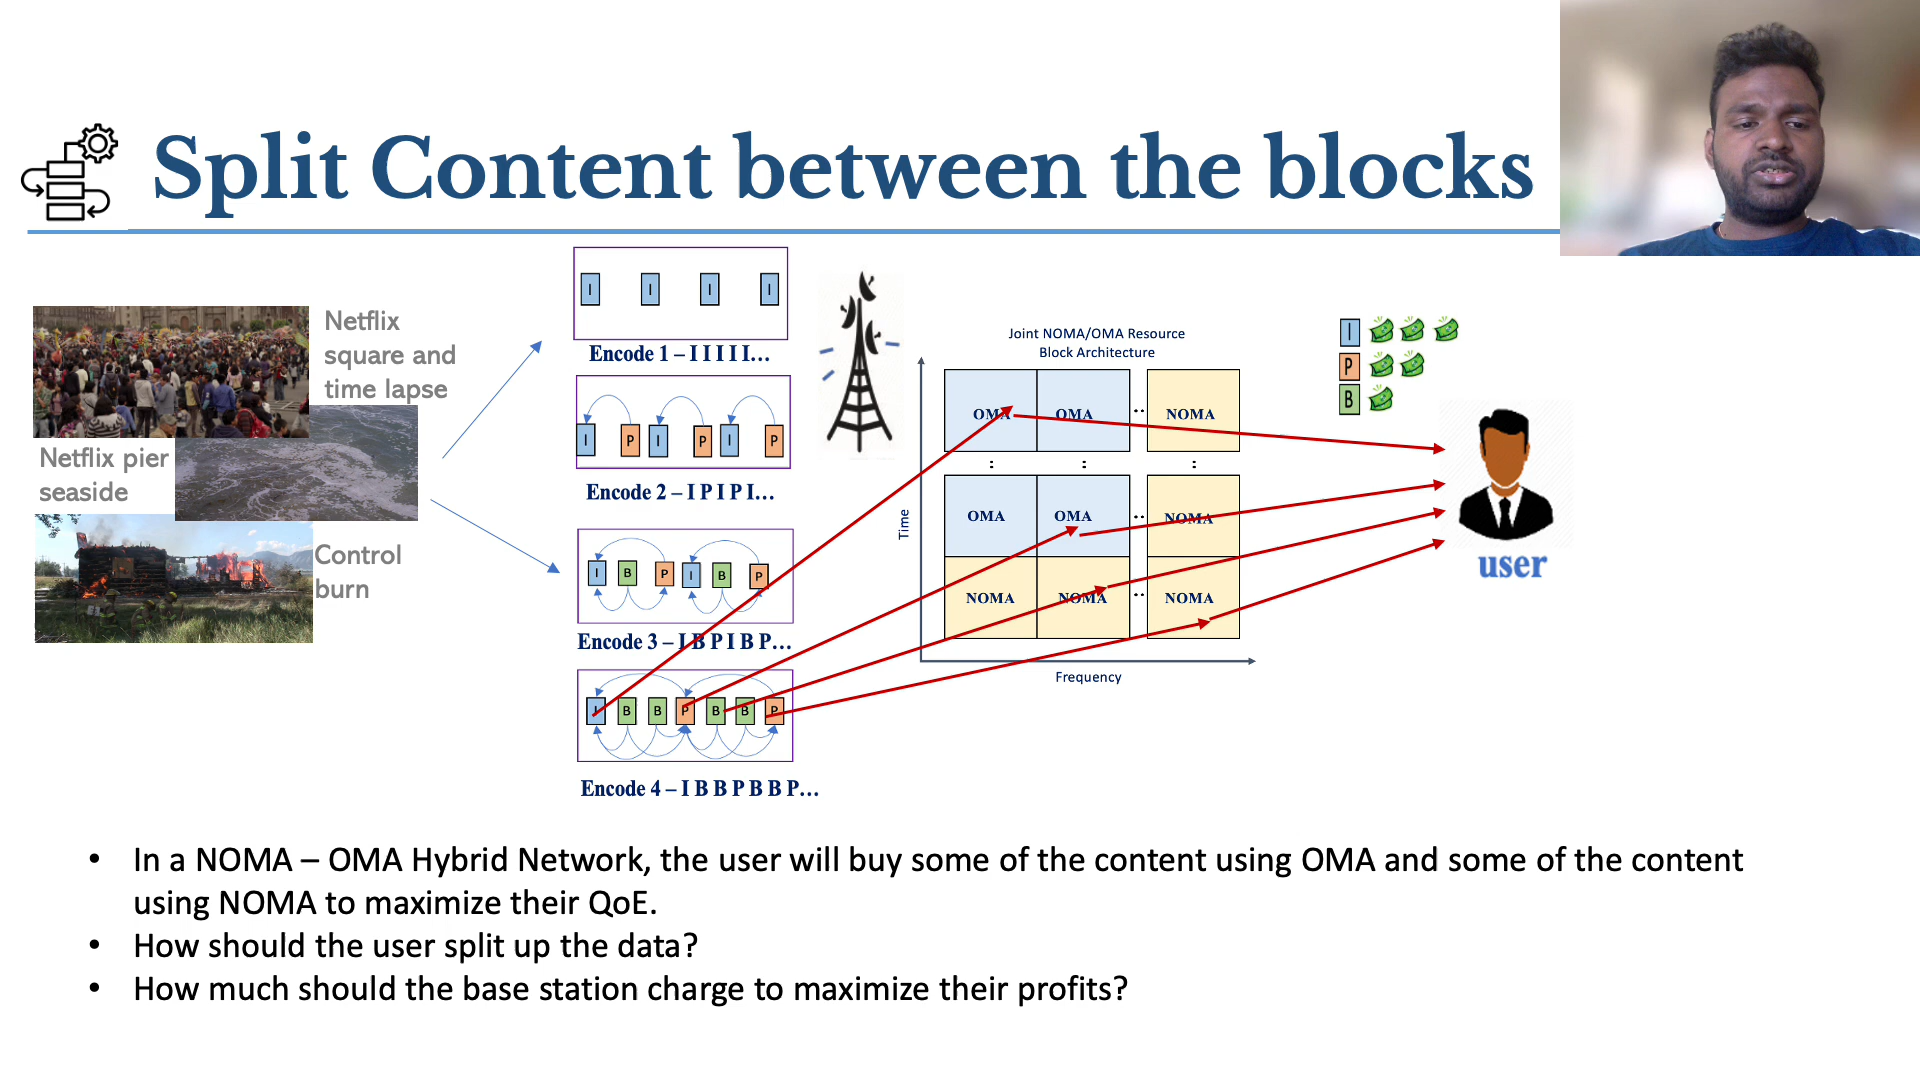 Split Content between the blocks
Netflix
square and
time lapse
Netflix pier
seaside
Control
burn
I I I I
Encode 1 – I I I I I...
I P I P I P
Encode 2 – I P I P I...
I B P I B P
Encode 3 – I B P I B P...
I B B P B B P
Encode 4 – I B B P B B P...
Joint NOMA/OMA Resource
Block Architecture
Time
OMA OMA .. NOMA
: : :
OMA OMA .. NOMA
NOMA NOMA .. NOMA
Frequency
I
P
B
user
• In a NOMA – OMA Hybrid Network, the user will buy some of the content using OMA and some of the content
using NOMA to maximize their QoE.
• How should the user split up the data?
• How much should the base station charge to maximize their profits?